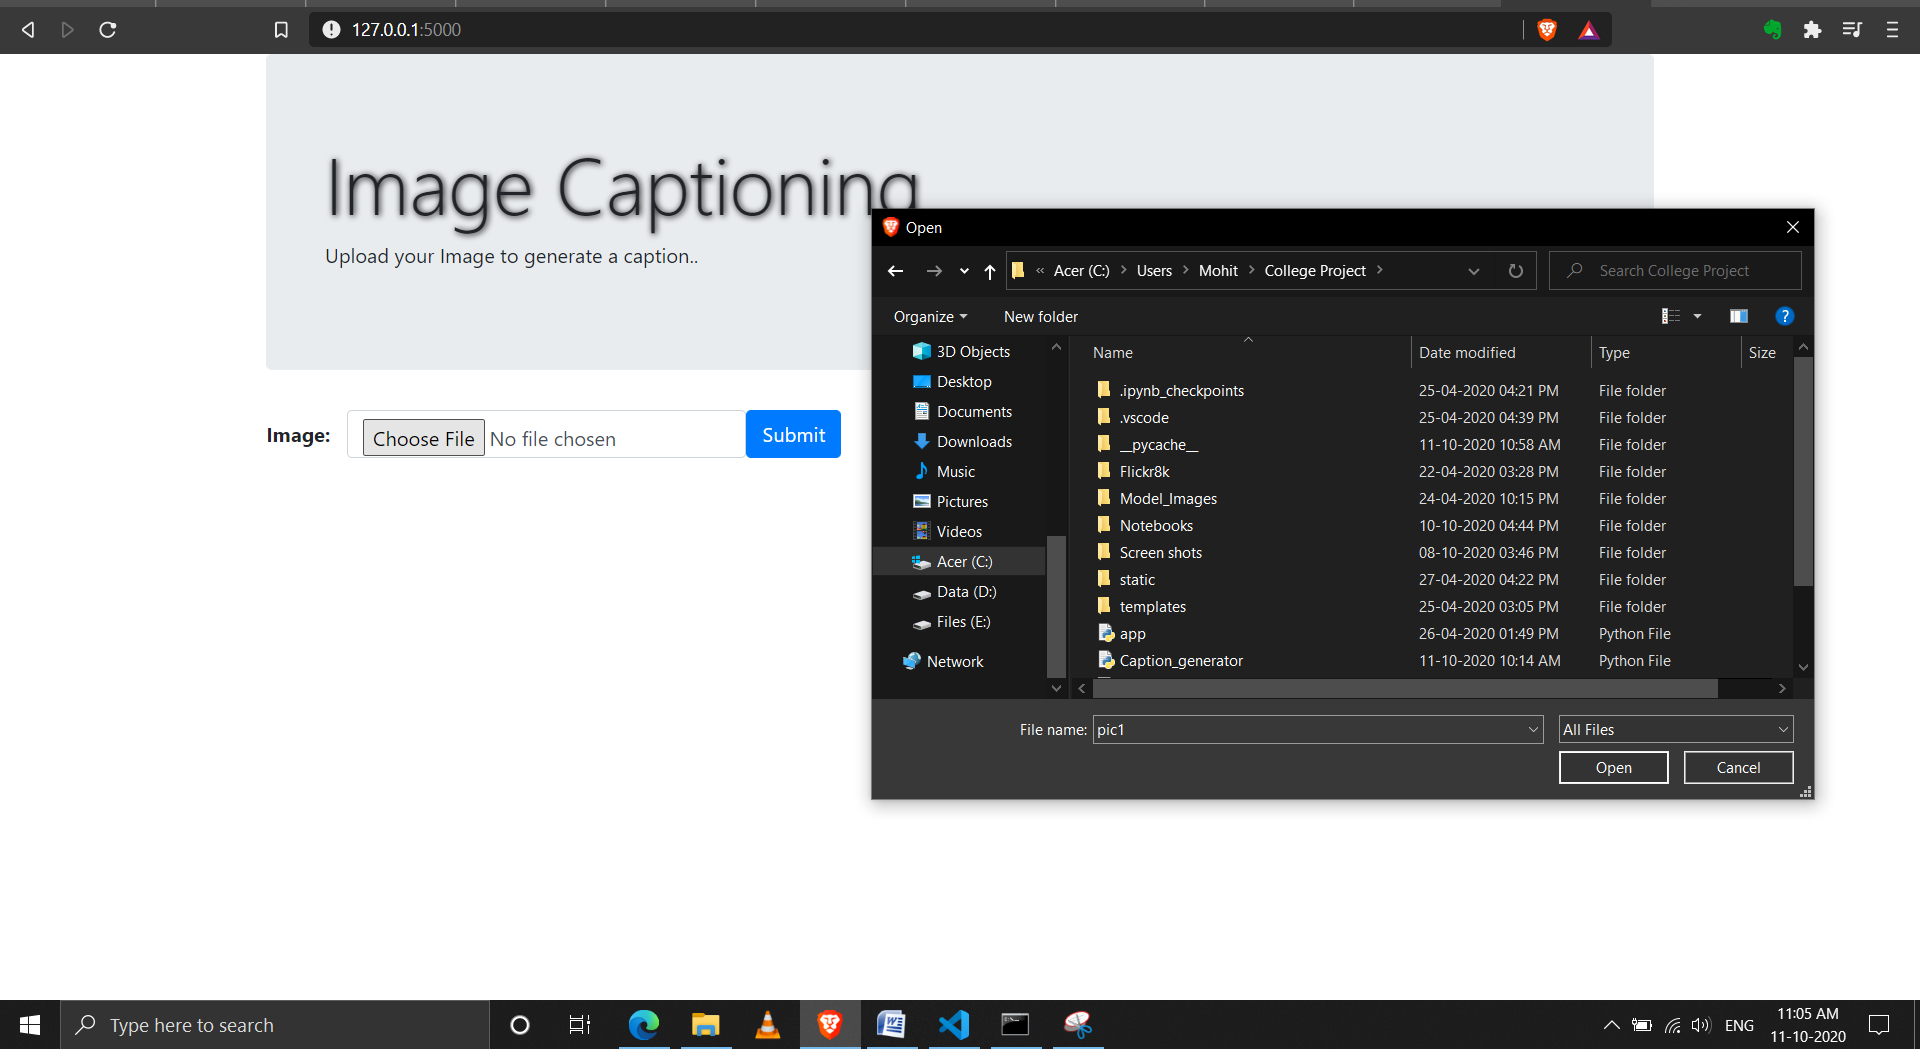 127.0.0.1:5000
Image Captioning
Upload your Image to generate a caption..
Image: Choose File No file chosen Submit
Open
« Acer (C:) > Users > Mohit > College Project > Search College Project
Organize New folder ?
3D Objects
Desktop
Documents
Downloads
Music
Pictures
Videos
Acer (C:)
Data (D:)
Files (E:)
Network
Name Date modified Type Size
.ipynb_checkpoints 25-04-2020 04:21 PM File folder
.vscode 25-04-2020 04:39 PM File folder
__pycache__ 11-10-2020 10:58 AM File folder
Flickr8k 22-04-2020 03:28 PM File folder
Model_Images 24-04-2020 10:15 PM File folder
Notebooks 10-10-2020 04:44 PM File folder
Screen shots 08-10-2020 03:46 PM File folder
static 27-04-2020 04:22 PM File folder
templates 25-04-2020 03:05 PM File folder
app 26-04-2020 01:49 PM Python File
Caption_generator 11-10-2020 10:14 AM Python File
File name: pic1 All Files
Open Cancel
Type here to search
ENG
11:05 AM
11-10-2020